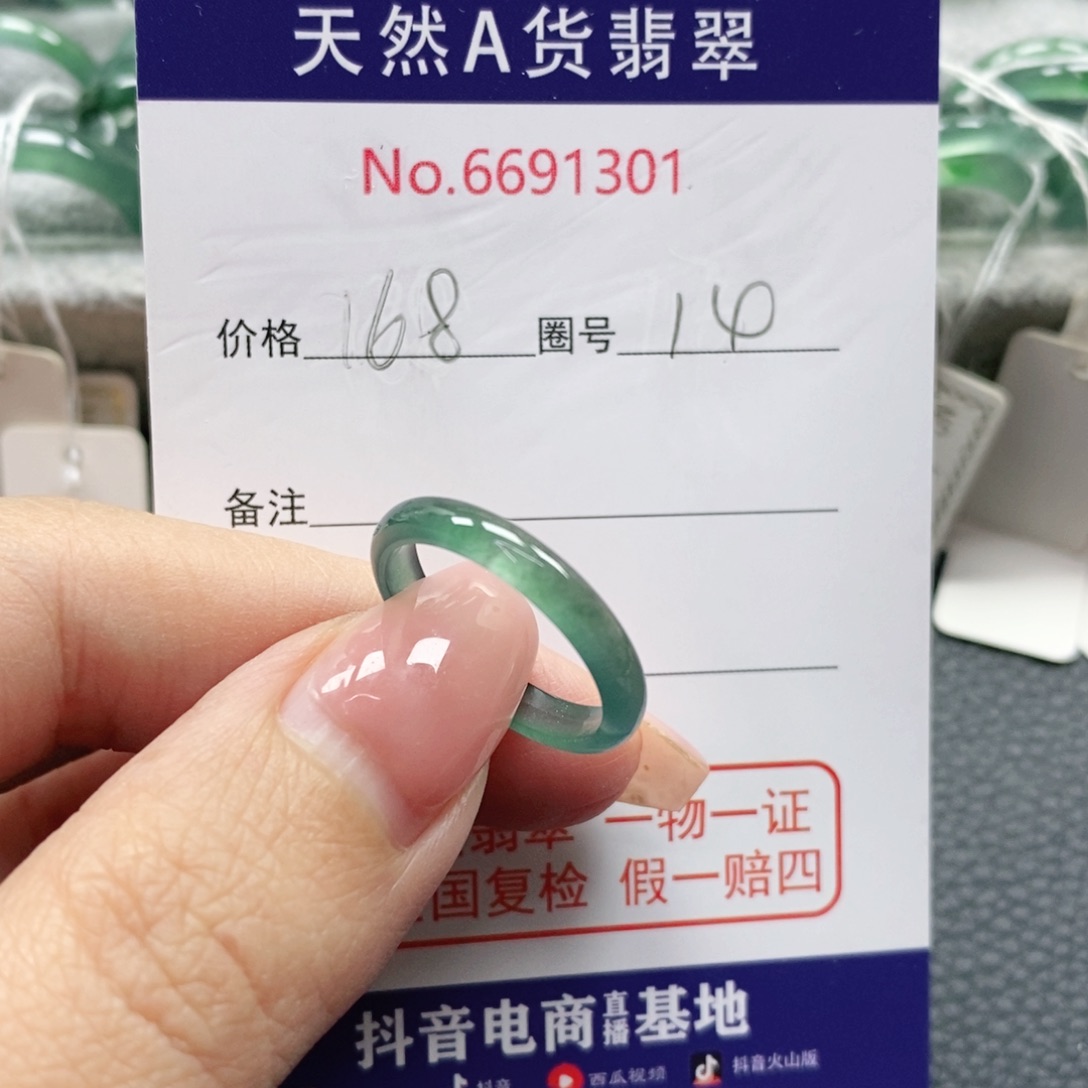 天然A货翡翠
No.6691301
价格 168 圈号 14
备注
翡翠 一物一证
国复检 假一赔四
抖音电商直播基地
抖音 西瓜视频 抖音火山版